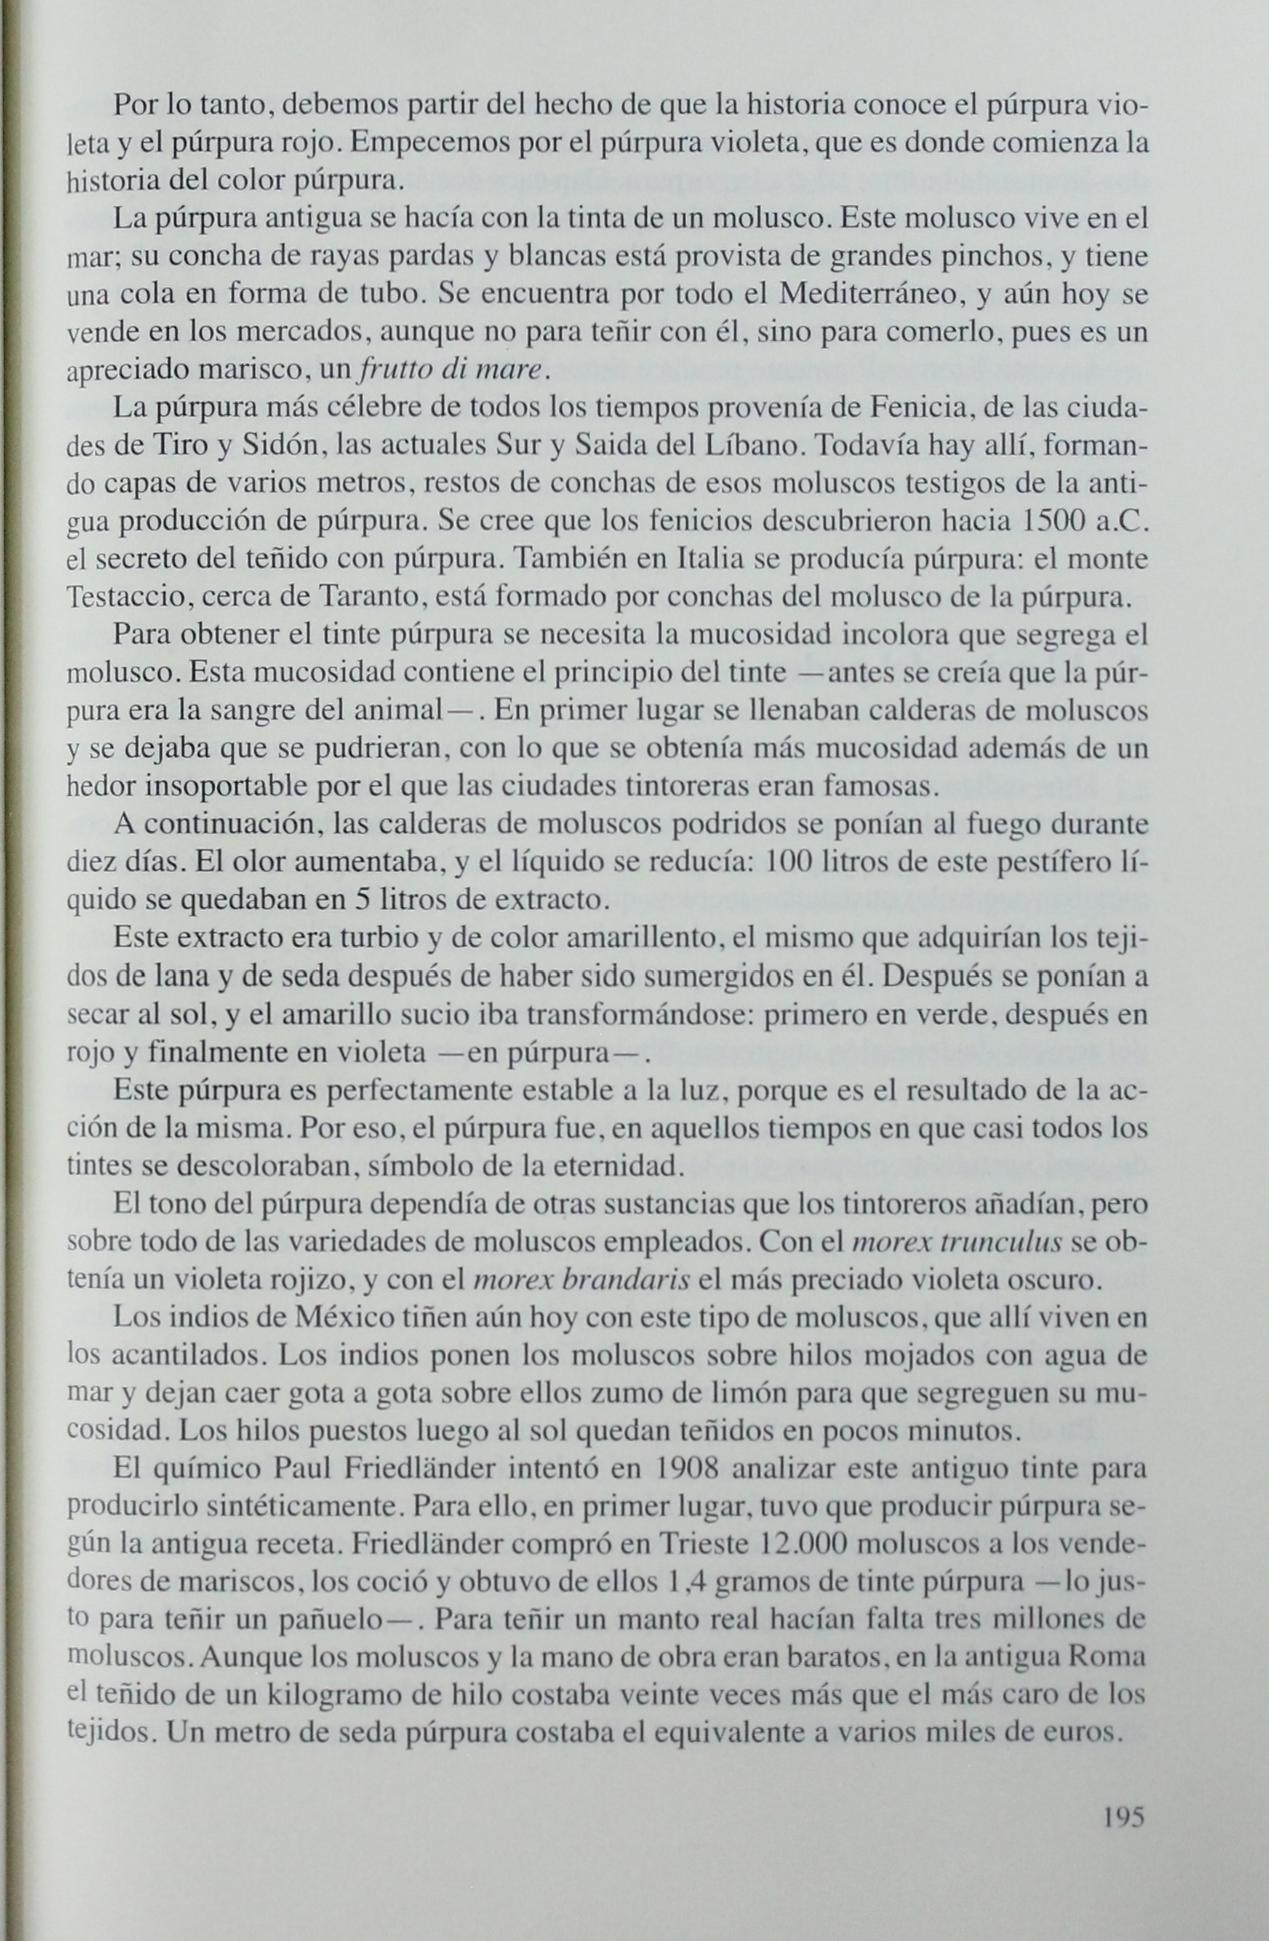 Por lo tanto, debemos partir del hecho de que la historia conoce el púrpura vio-
leta y el púrpura rojo. Empecemos por el púrpura violeta, que es donde comienza la
historia del color púrpura.
La púrpura antigua se hacía con la tinta de un molusco. Este molusco vive en el
mar; su concha de rayas pardas y blancas está provista de grandes pinchos, y tiene
una cola en forma de tubo. Se encuentra por todo el Mediterráneo, y aún hoy se
vende en los mercados, aunque no para teñir con él, sino para comerlo, pues es un
apreciado marisco, un frutto di mare.
La púrpura más célebre de todos los tiempos provenía de Fenicia, de las ciuda-
des de Tiro y Sidón, las actuales Sur y Saida del Líbano. Todavía hay allí, forman-
do capas de varios metros, restos de conchas de esos moluscos testigos de la anti-
gua producción de púrpura. Se cree que los fenicios descubrieron hacia 1500 a.C.
el secreto del teñido con púrpura. También en Italia se producía púrpura: el monte
Testaccio, cerca de Taranto, está formado por conchas del molusco de la púrpura.
Para obtener el tinte púrpura se necesita la mucosidad incolora que segrega el
molusco. Esta mucosidad contiene el principio del tinte —antes se creía que la púr-
pura era la sangre del animal—. En primer lugar se llenaban calderas de moluscos
y se dejaba que se pudrieran, con lo que se obtenía más mucosidad además de un
hedor insoportable por el que las ciudades tintoreras eran famosas.
A continuación, las calderas de moluscos podridos se ponían al fuego durante
diez días. El olor aumentaba, y el líquido se reducía: 100 litros de este pestífero lí-
quido se quedaban en 5 litros de extracto.
Este extracto era turbio y de color amarillento, el mismo que adquirían los teji-
dos de lana y de seda después de haber sido sumergidos en él. Después se ponían a
secar al sol, y el amarillo sucio iba transformándose: primero en verde, después en
rojo y finalmente en violeta —en púrpura—.
Este púrpura es perfectamente estable a la luz, porque es el resultado de la ac-
ción de la misma. Por eso, el púrpura fue, en aquellos tiempos en que casi todos los
tintes se descoloraban, símbolo de la eternidad.
El tono del púrpura dependía de otras sustancias que los tintoreros añadían, pero
sobre todo de las variedades de moluscos empleados. Con el morex trunculus se ob-
tenía un violeta rojizo, y con el morex brandaris el más preciado violeta oscuro.
Los indios de México tiñen aún hoy con este tipo de moluscos, que allí viven en
los acantilados. Los indios ponen los moluscos sobre hilos mojados con agua de
mar y dejan caer gota a gota sobre ellos zumo de limón para que segreguen su mu-
cosidad. Los hilos puestos luego al sol quedan teñidos en pocos minutos.
El químico Paul Friedländer intentó en 1908 analizar este antiguo tinte para
producirlo sintéticamente. Para ello, en primer lugar, tuvo que producir púrpura se-
gún la antigua receta. Friedländer compró en Trieste 12.000 moluscos a los vende-
dores de mariscos, los coció y obtuvo de ellos 1,4 gramos de tinte púrpura —lo jus-
to para teñir un pañuelo—. Para teñir un manto real hacían falta tres millones de
moluscos. Aunque los moluscos y la mano de obra eran baratos, en la antigua Roma
el teñido de un kilogramo de hilo costaba veinte veces más que el más caro de los
tejidos. Un metro de seda púrpura costaba el equivalente a varios miles de euros.
195